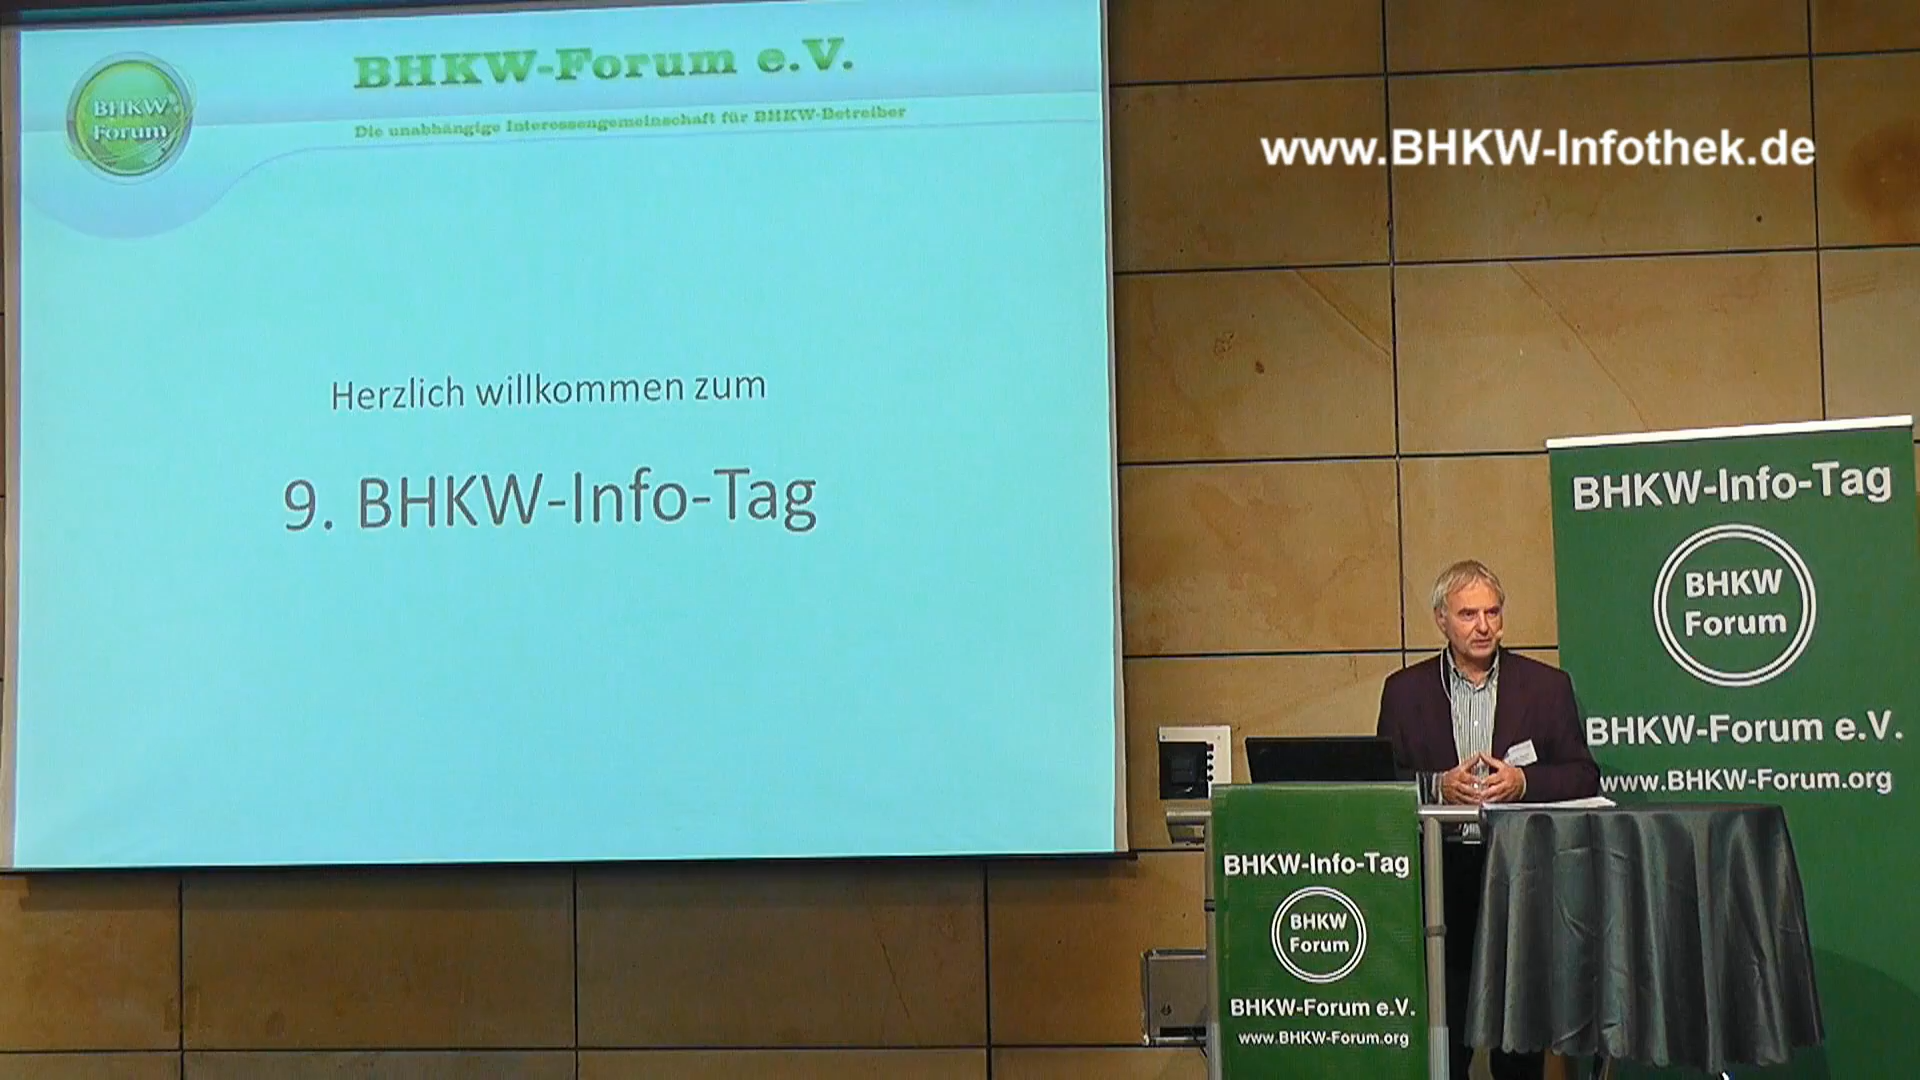 BHKW-Forum e.V.
BHKW
Forum
Die unabhängige Interessengemeinschaft für BHKW-Betreiber
www.BHKW-Infothek.de
Herzlich willkommen zum
9. BHKW-Info-Tag
BHKW-Info-Tag
BHKW
Forum
BHKW-Forum e.V.
www.BHKW-Forum.org
BHKW-Info-Tag
BHKW
Forum
BHKW-Forum e.V.
www.BHKW-Forum.org